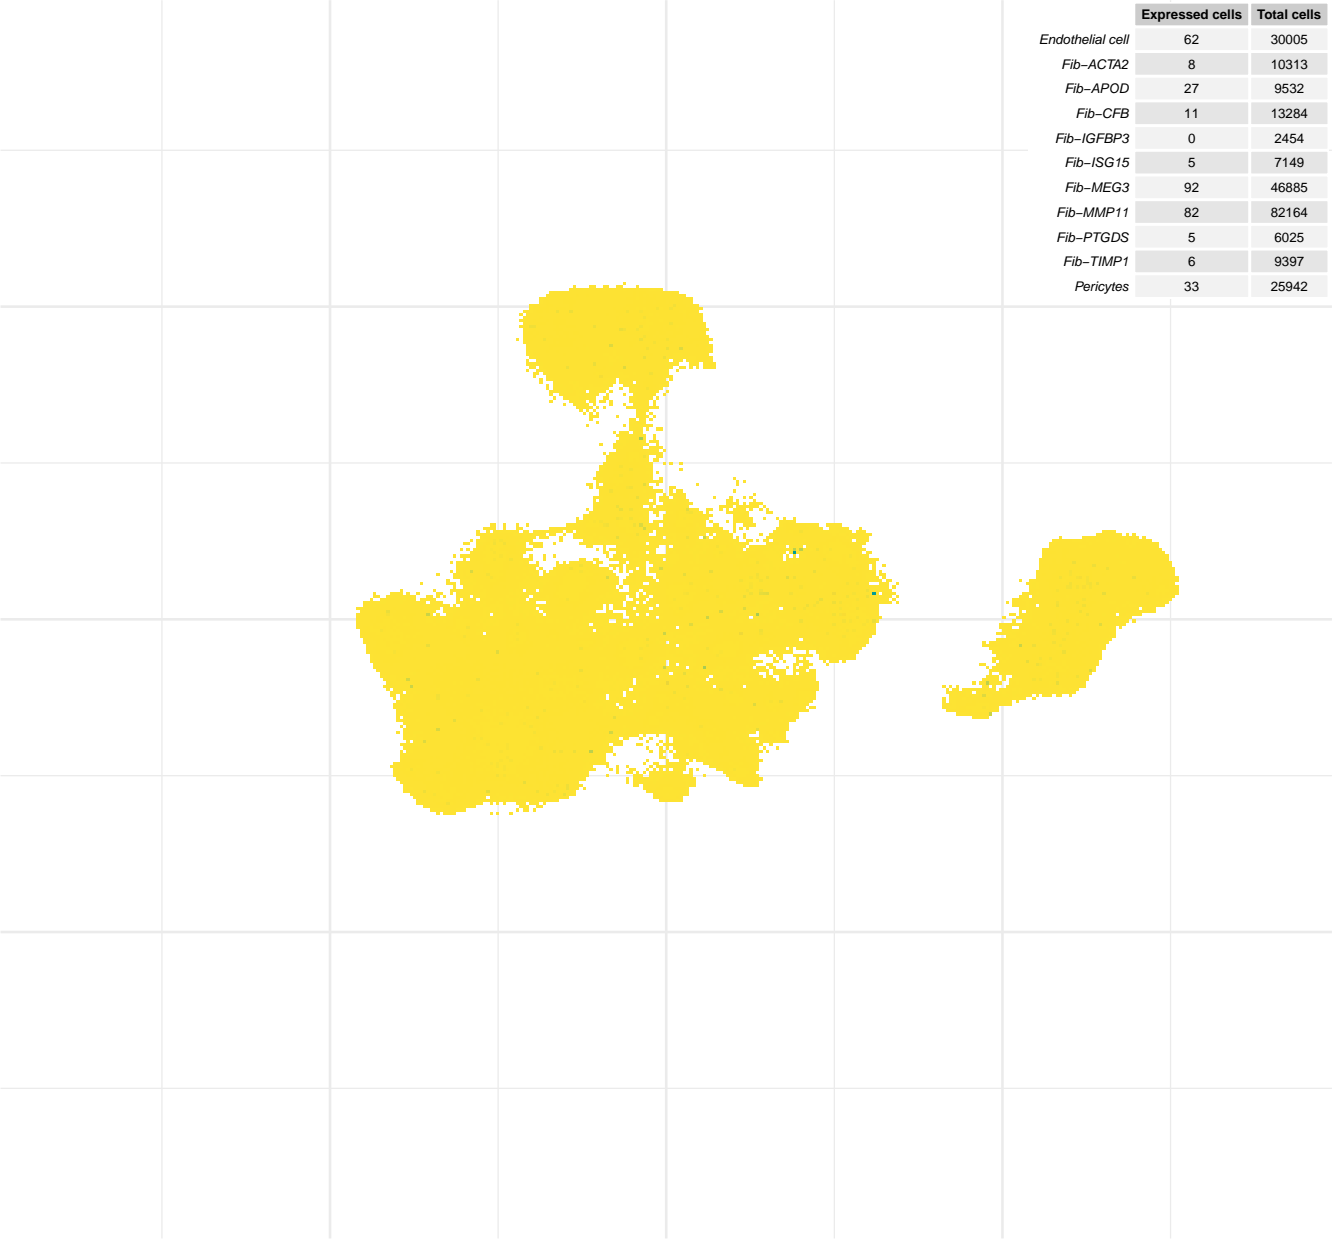 Expressed cells Total cells
Endothelial cell 62 30005
Fib−ACTA2 8 10313
Fib−APOD 27 9532
Fib−CFB 11 13284
Fib−IGFBP3 0 2454
Fib−ISG15 5 7149
Fib−MEG3 92 46885
Fib−MMP11 82 82164
Fib−PTGDS 5 6025
Fib−TIMP1 6 9397
Pericytes 33 25942